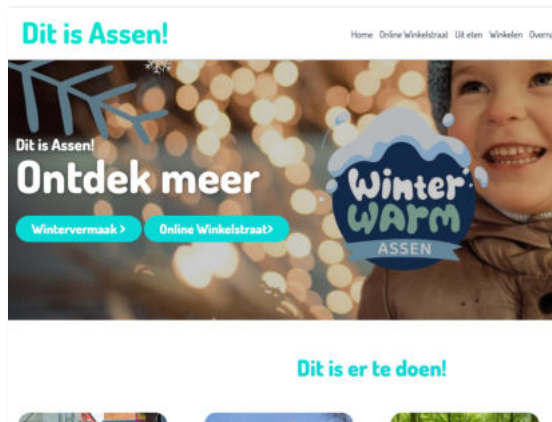 Dit is Assen!
Home Online Winkelstraat Uit eten Winkelen
Dit is Assen!
Ontdek meer
Wintervermaak >
Online Winkelstraat>
Winter
WARM
ASSEN
Dit is er te doen!